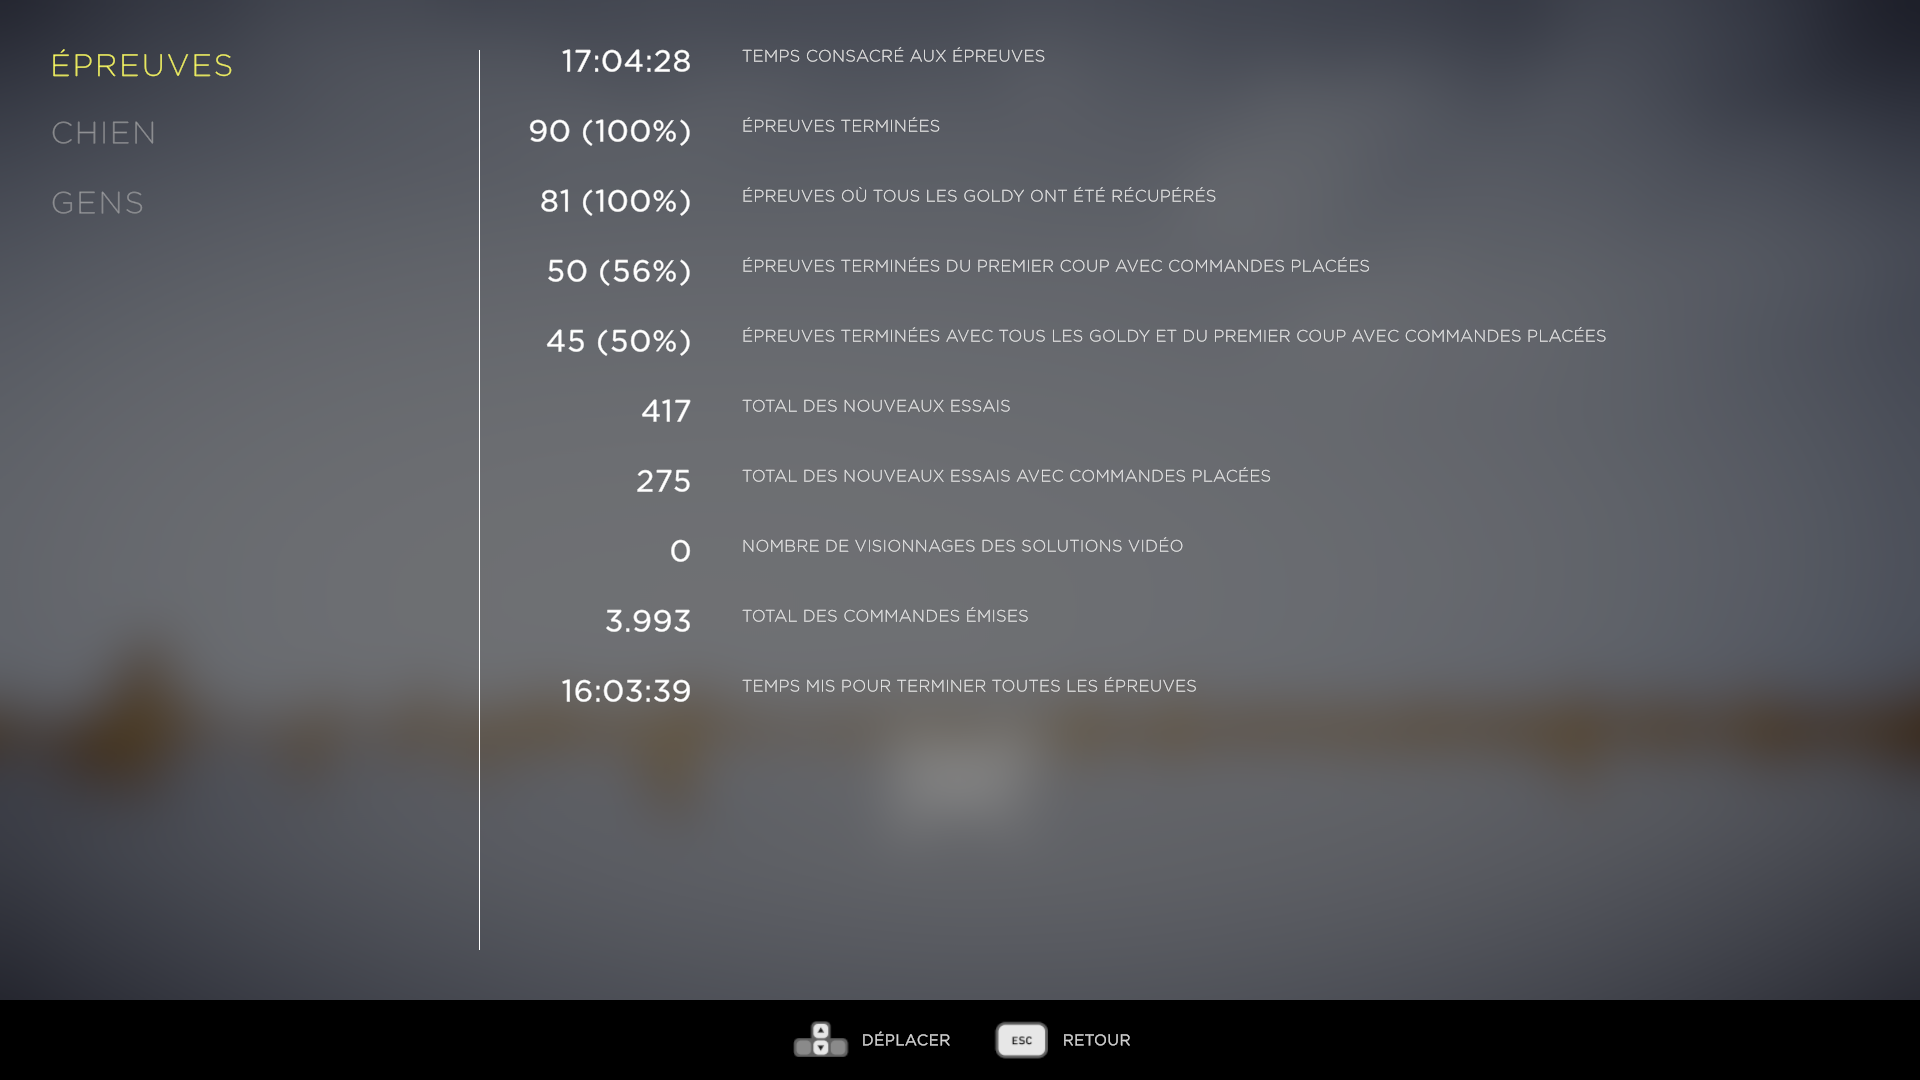 ÉPREUVES
CHIEN
GENS
17:04:28 TEMPS CONSACRÉ AUX ÉPREUVES
90 (100%) ÉPREUVES TERMINÉES
81 (100%) ÉPREUVES OÙ TOUS LES GOLDY ONT ÉTÉ RÉCUPÉRÉS
50 (56%) ÉPREUVES TERMINÉES DU PREMIER COUP AVEC COMMANDES PLACÉES
45 (50%) ÉPREUVES TERMINÉES AVEC TOUS LES GOLDY ET DU PREMIER COUP AVEC COMMANDES PLACÉES
417 TOTAL DES NOUVEAUX ESSAIS
275 TOTAL DES NOUVEAUX ESSAIS AVEC COMMANDES PLACÉES
0 NOMBRE DE VISIONNAGES DES SOLUTIONS VIDÉO
3.993 TOTAL DES COMMANDES ÉMISES
16:03:39 TEMPS MIS POUR TERMINER TOUTES LES ÉPREUVES
DÉPLACER ESC RETOUR